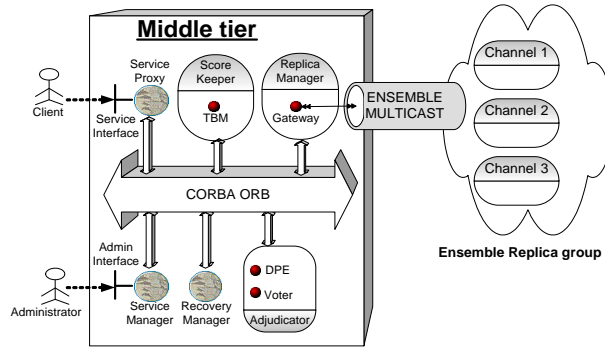 Middle tier
Client
Service
Interface
Service
Proxy
Score
Keeper
TBM
Replica
Manager
Gateway
ENSEMBLE
MULTICAST
Channel 1
Channel 2
Channel 3
Ensemble Replica group
CORBA ORB
Administrator
Admin
Interface
Service
Manager
Recovery
Manager
DPE
Voter
Adjudicator